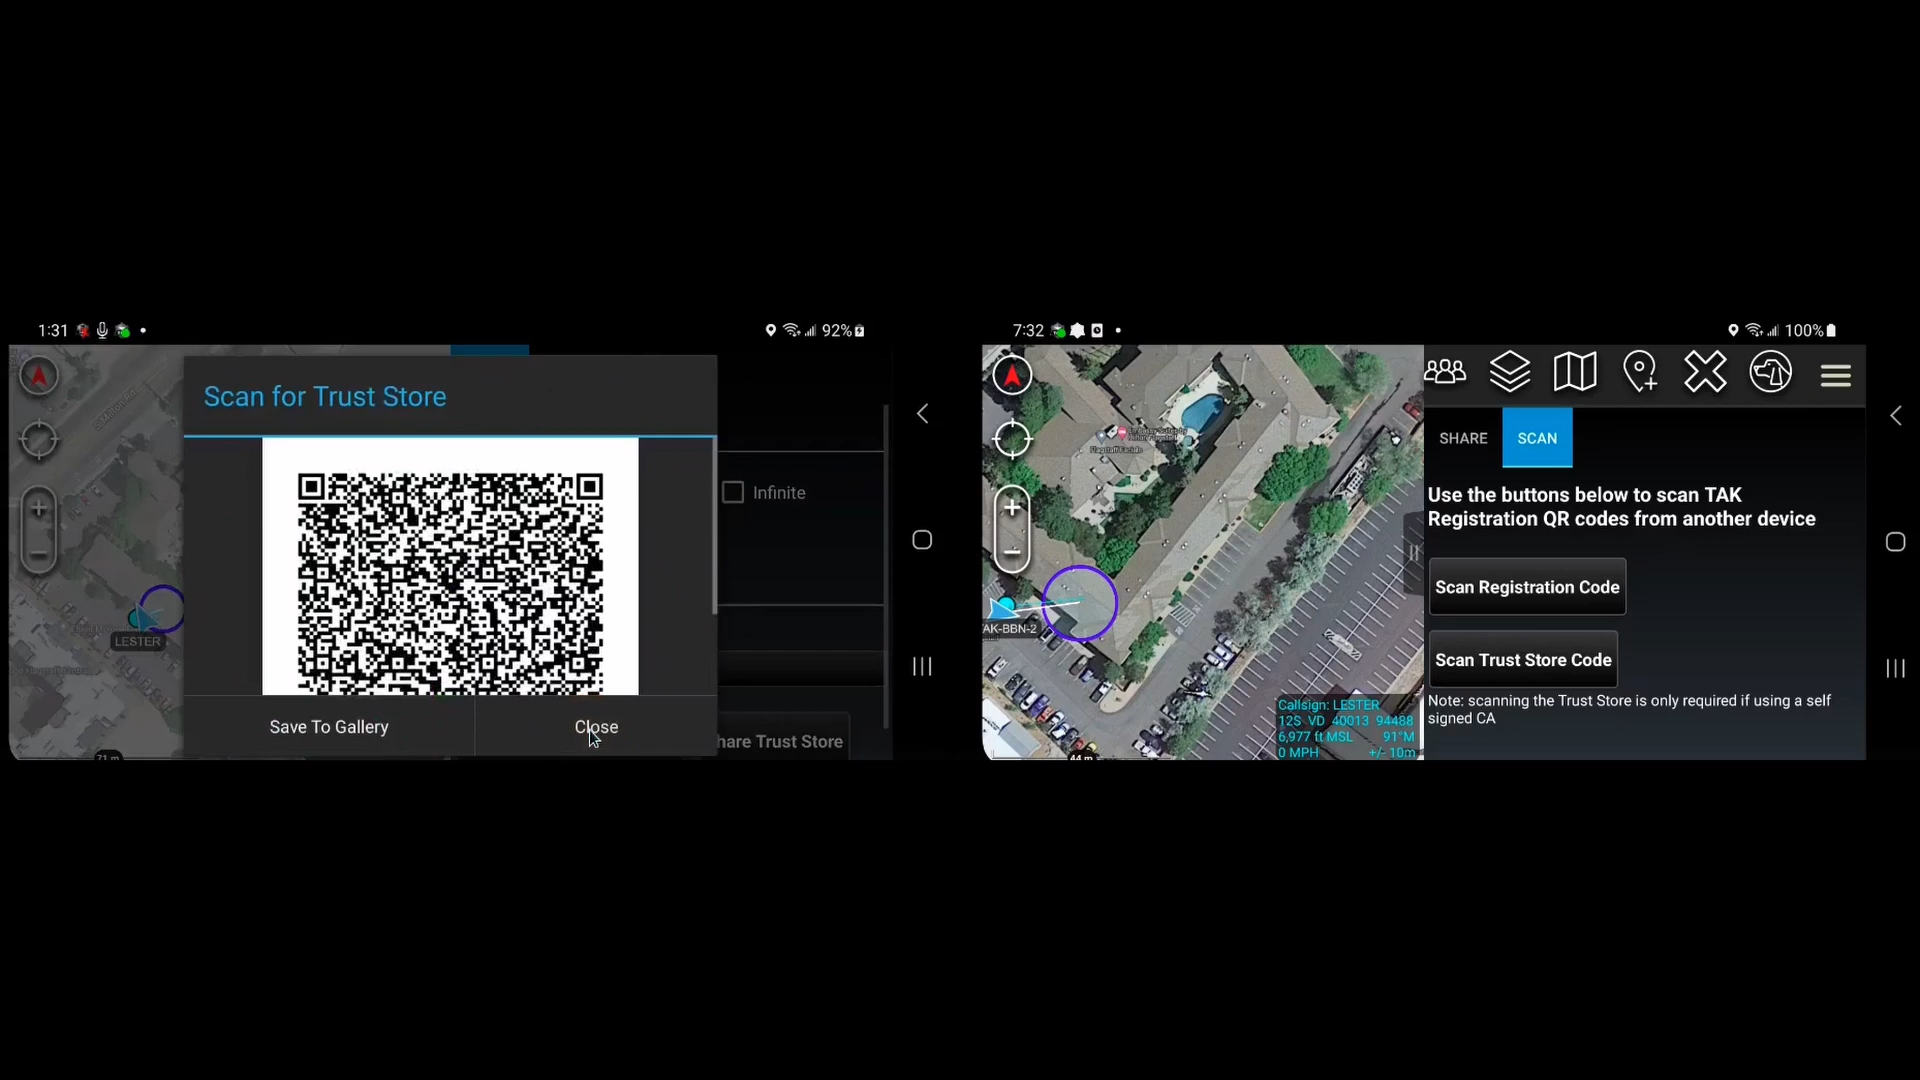 1:31
92%
Scan for Trust Store
Infinite
LESTER
Save To Gallery
Close
hare Trust Store
71 m
7:32
100%
SHARE
SCAN
Use the buttons below to scan TAK
Registration QR codes from another device
Scan Registration Code
Scan Trust Store Code
Note: scanning the Trust Store is only required if using a self
signed CA
AK-BBN-2
Callsign: LESTER
12S VD 40013 94488
6,977 ft MSL 91°M
0 MPH +/- 10m
44 m